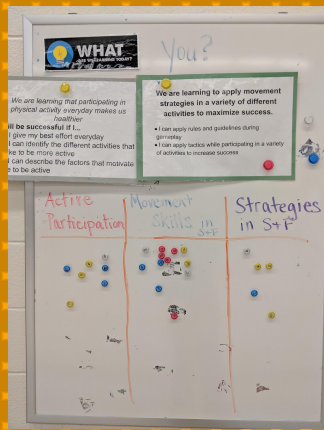 WHAT
ARE WE LEARNING TODAY?
You?
We are learning that participating in
physical activity everyday makes us
healthier
ill be successful if I...
I give my best effort everyday
I can identify the different activities that
ke to be more active
I can describe the factors that motivate
e to be active
We are learning to apply movement
strategies in a variety of different
activities to maximize success.
• I can apply rules and guidelines during
gameplay
• I can apply tactics while participating in a variety
of activities to increase success
Active
Participation
Movement
Skills in
S+F
Strategies
in S+F